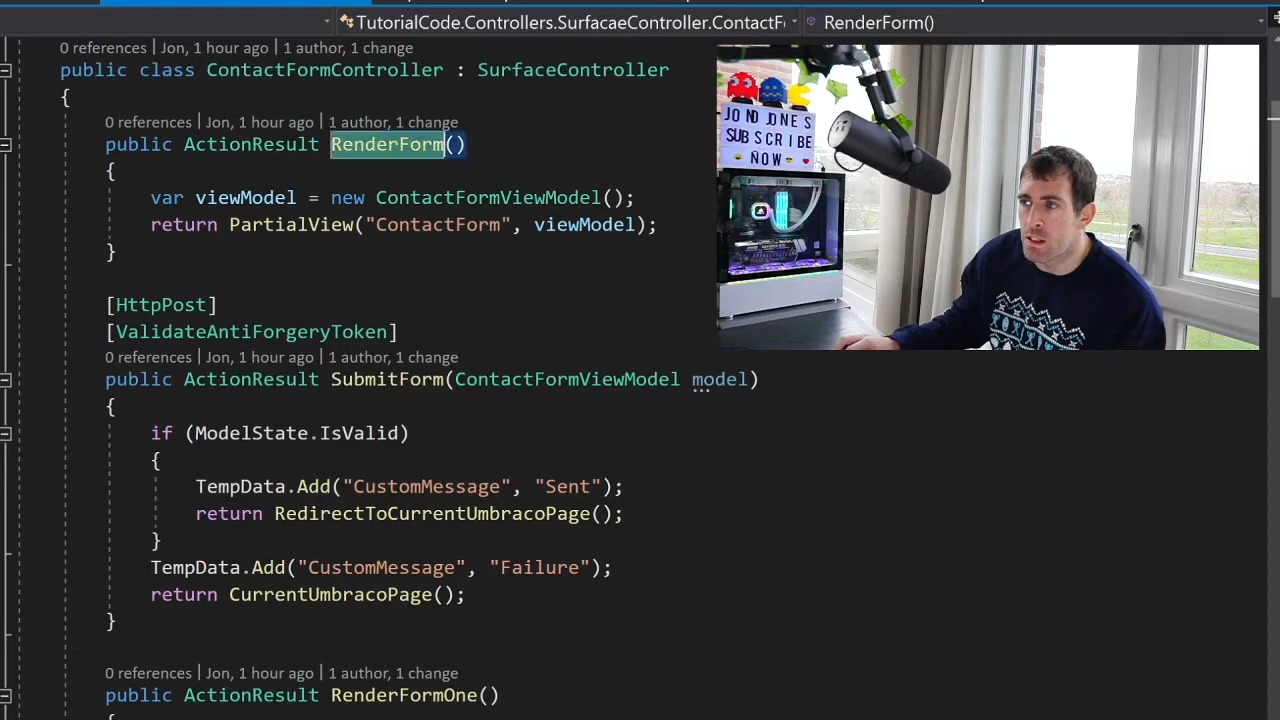 TutorialCode.Controllers.SurfacaeController.ContactF
RenderForm()
0 references | Jon, 1 hour ago | 1 author, 1 change
public class ContactFormController : SurfaceController
{
0 references | Jon, 1 hour ago | 1 author, 1 change
public ActionResult RenderForm()
{
var viewModel = new ContactFormViewModel();
return PartialView("ContactForm", viewModel);
}
[HttpPost]
[ValidateAntiForgeryToken]
0 references | Jon, 1 hour ago | 1 author, 1 change
public ActionResult SubmitForm(ContactFormViewModel model)
{
if (ModelState.IsValid)
{
TempData.Add("CustomMessage", "Sent");
return RedirectToCurrentUmbracoPage();
}
TempData.Add("CustomMessage", "Failure");
return CurrentUmbracoPage();
}
0 references | Jon, 1 hour ago | 1 author, 1 change
public ActionResult RenderFormOne()
JON D JONES
SUBSCRIBE
NOW